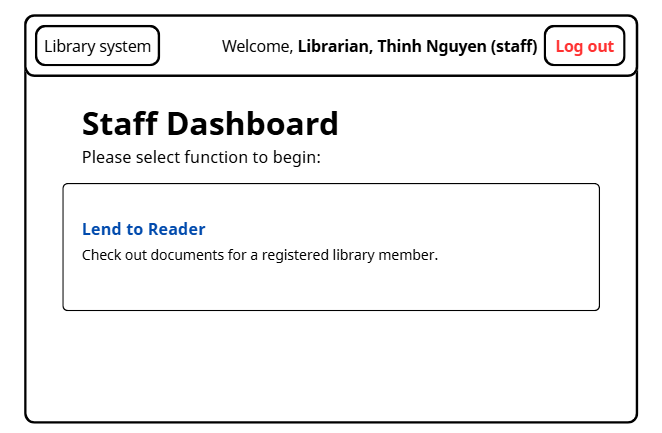 Library system
Welcome, Librarian, Thinh Nguyen (staff)
Log out
Staff Dashboard
Please select function to begin:
Lend to Reader
Check out documents for a registered library member.